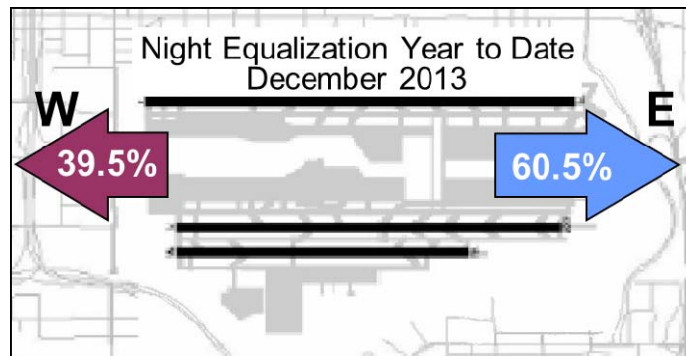 Night Equalization Year to Date
December 2013
W
E
39.5%
60.5%